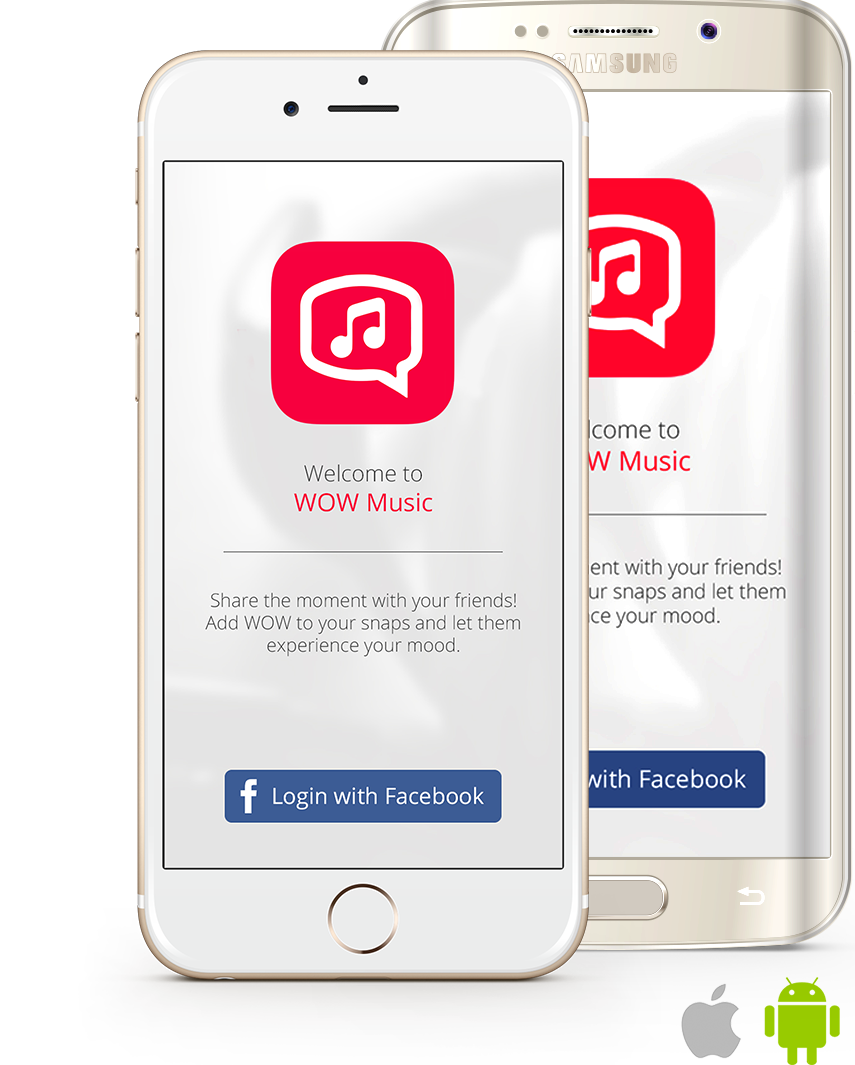 Welcome to
WOW Music
Share the moment with your friends!
Add WOW to your snaps and let them
experience your mood.
f Login with Facebook
SAMSUNG
lcome to
W Music
ent with your friends!
ur snaps and let them
ce your mood.
with Facebook